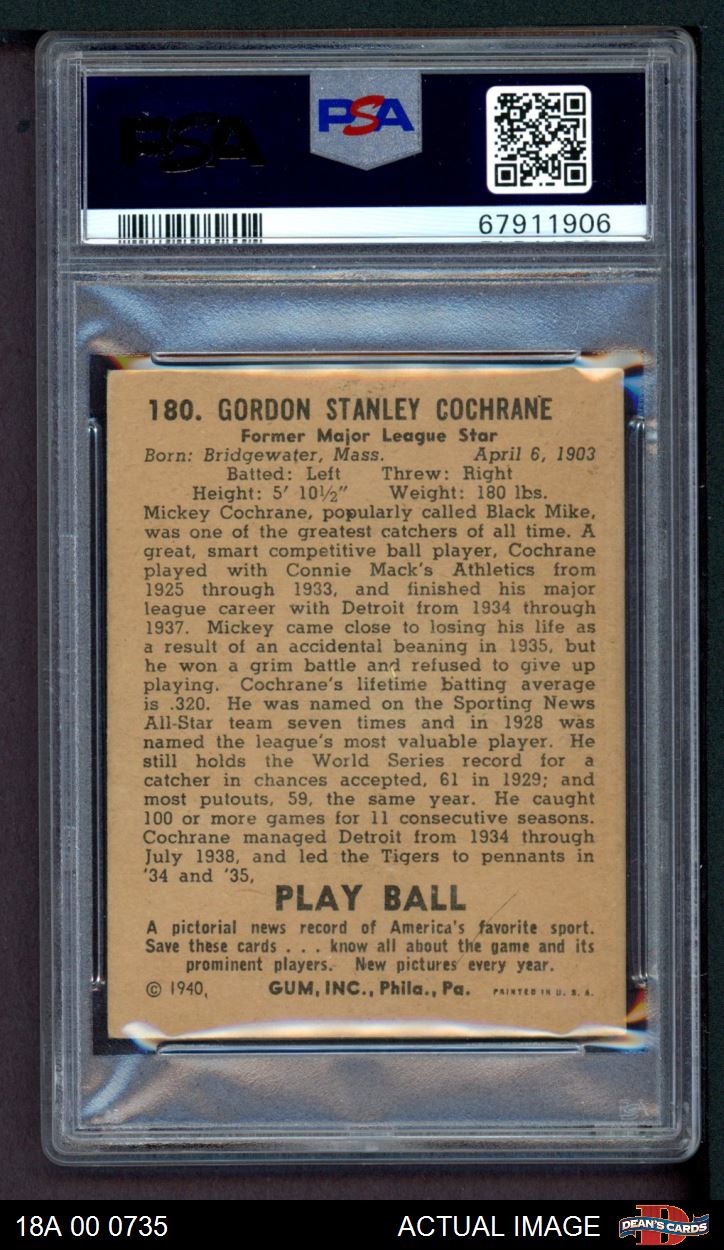 PSA
PSA
67911906
180. GORDON STANLEY COCHRANE
Former Major League Star
Born: Bridgewater, Mass. April 6, 1903
Batted: Left Threw: Right
Height: 5' 10½" Weight: 180 lbs.
Mickey Cochrane, popularly called Black Mike,
was one of the greatest catchers of all time. A
great, smart competitive ball player, Cochrane
played with Connie Mack's Athletics from
1925 through 1933, and finished his major
league career with Detroit from 1934 through
1937. Mickey came close to losing his life as
a result of an accidental beaning in 1935, but
he won a grim battle and refused to give up
playing. Cochrane's lifetime batting average
is .320. He was named on the Sporting News
All-Star team seven times and in 1928 was
named the league's most valuable player. He
still holds the World Series record for a
catcher in chances accepted, 61 in 1929; and
most putouts, 59, the same year. He caught
100 or more games for 11 consecutive seasons.
Cochrane managed Detroit from 1934 through
July 1938, and led the Tigers to pennants in
'34 and '35,
PLAY BALL
A pictorial news record of America's favorite sport.
Save these cards . . . know all about the game and its
prominent players. New pictures every year.
© 1940, GUM, INC., Phila., Pa. PRINTED IN U. S. A.
18A 00 0735 ACTUAL IMAGE DEAN'S CARDS